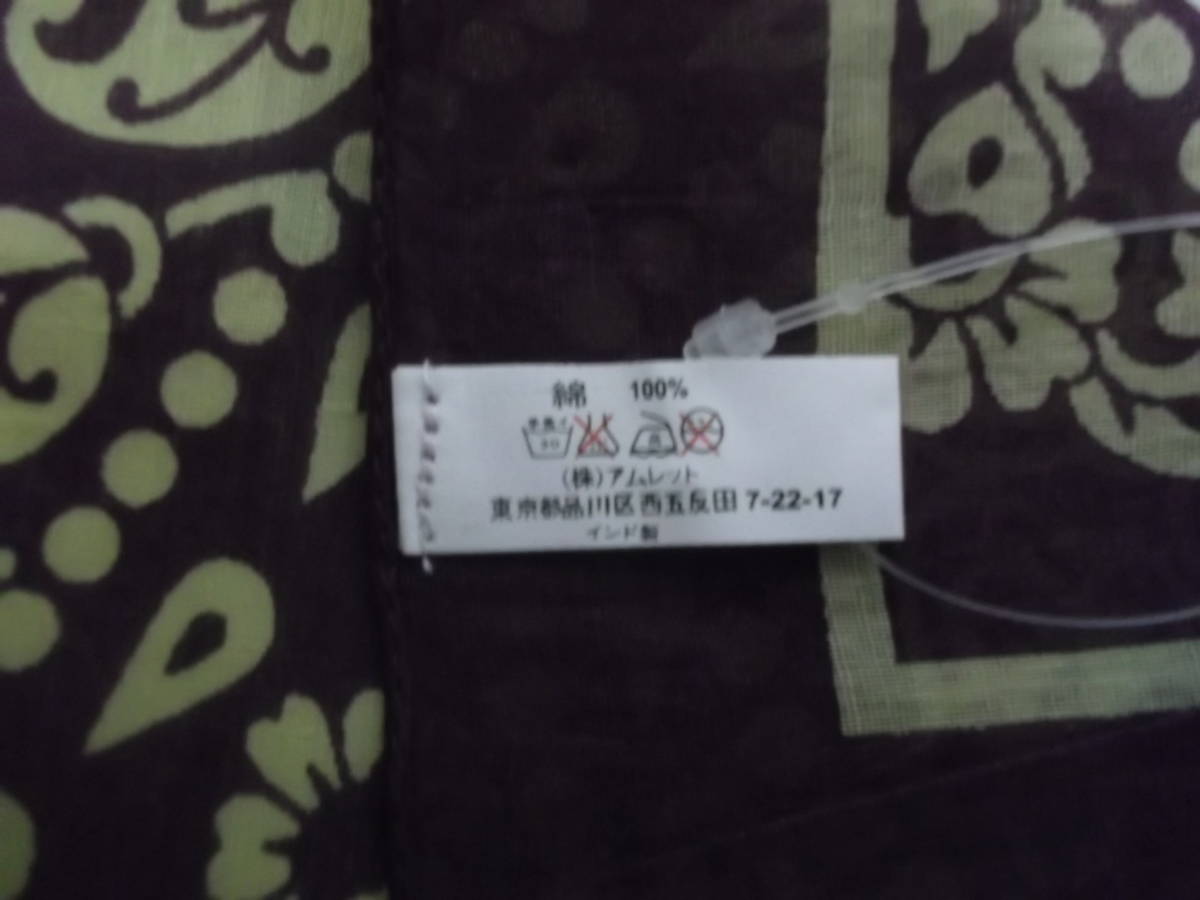 綿 100%
(株)アムレット
東京都品川区西五反田 7-22-17
インド製